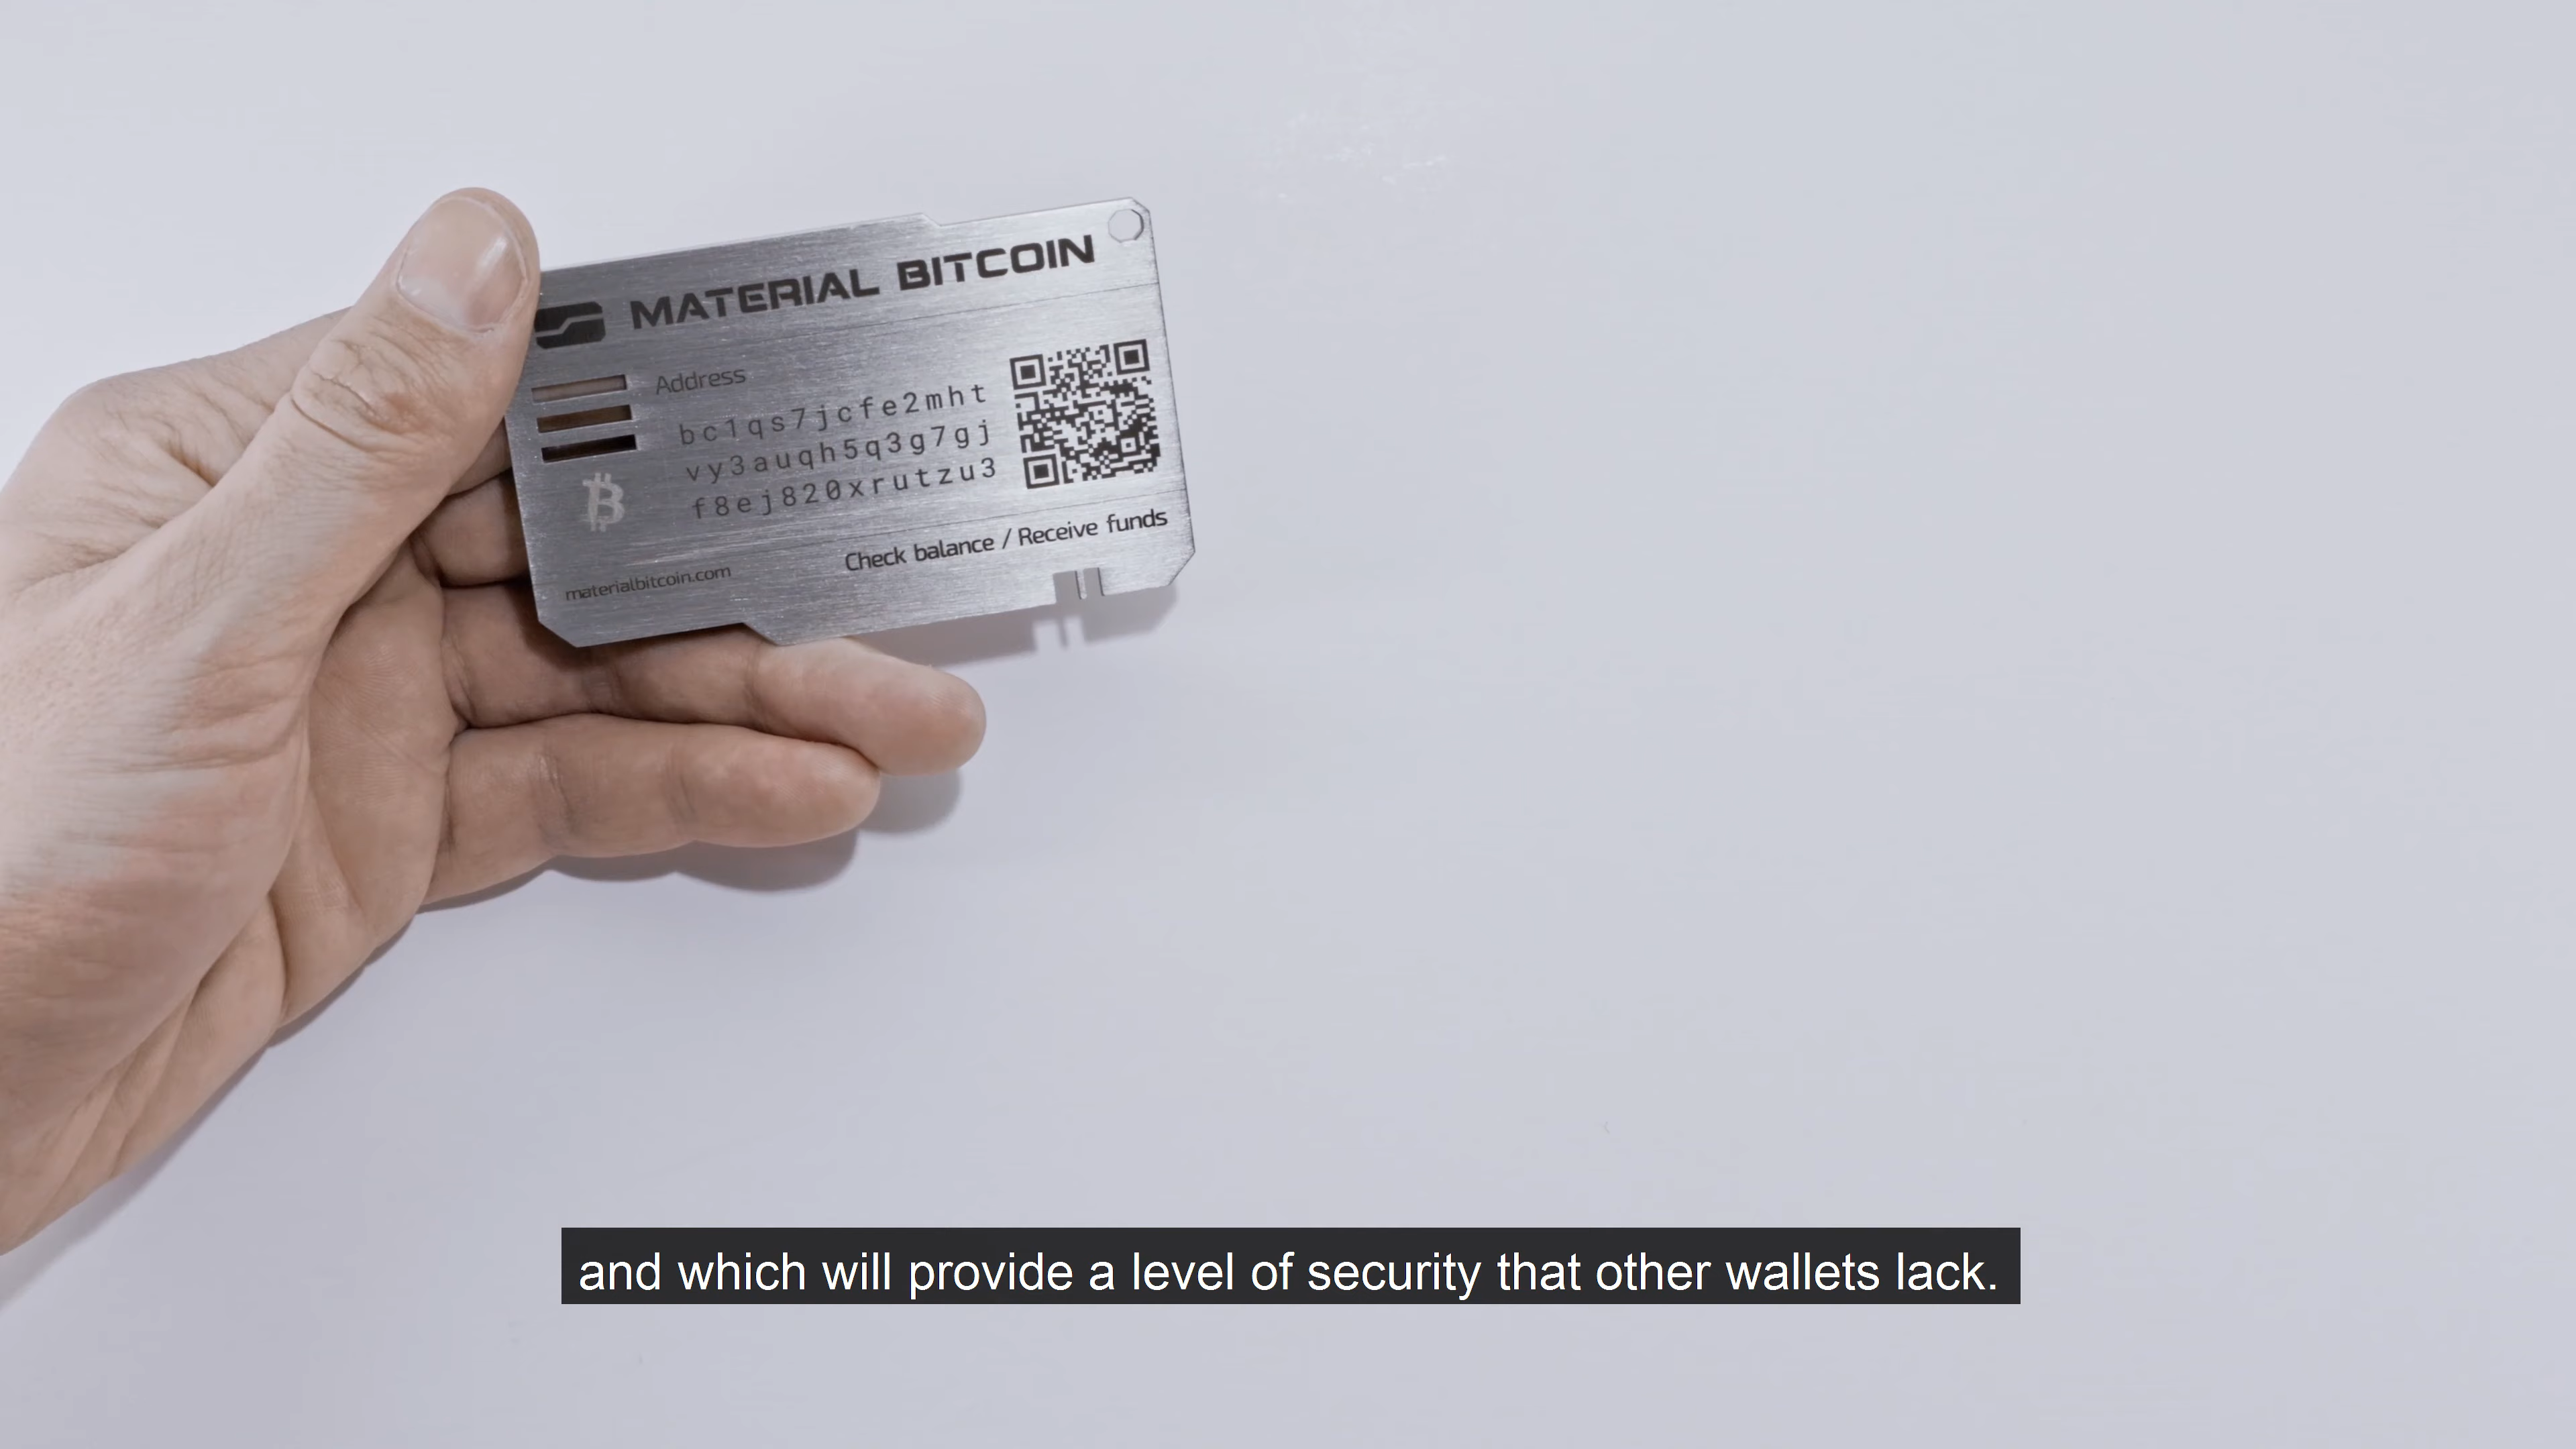 MATERIAL BITCOIN
Address
bc1qs7jcfe2mht
vy3auqh5q3g7gj
f8ej820xrutzu3
Check balance / Receive funds
materialbitcoin.com
and which will provide a level of security that other wallets lack.